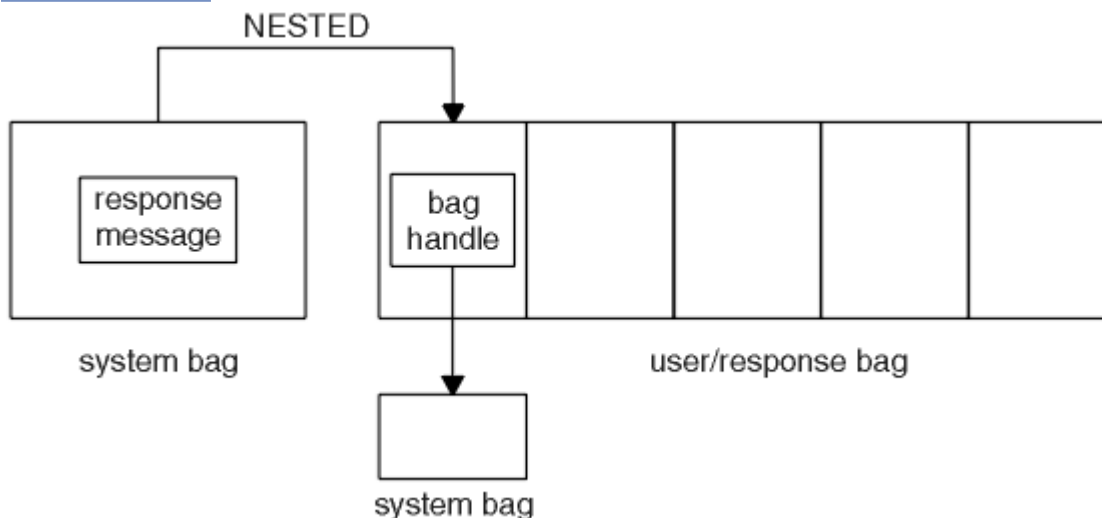 NESTED
response
message
bag
handle
system bag
user/response bag
system bag